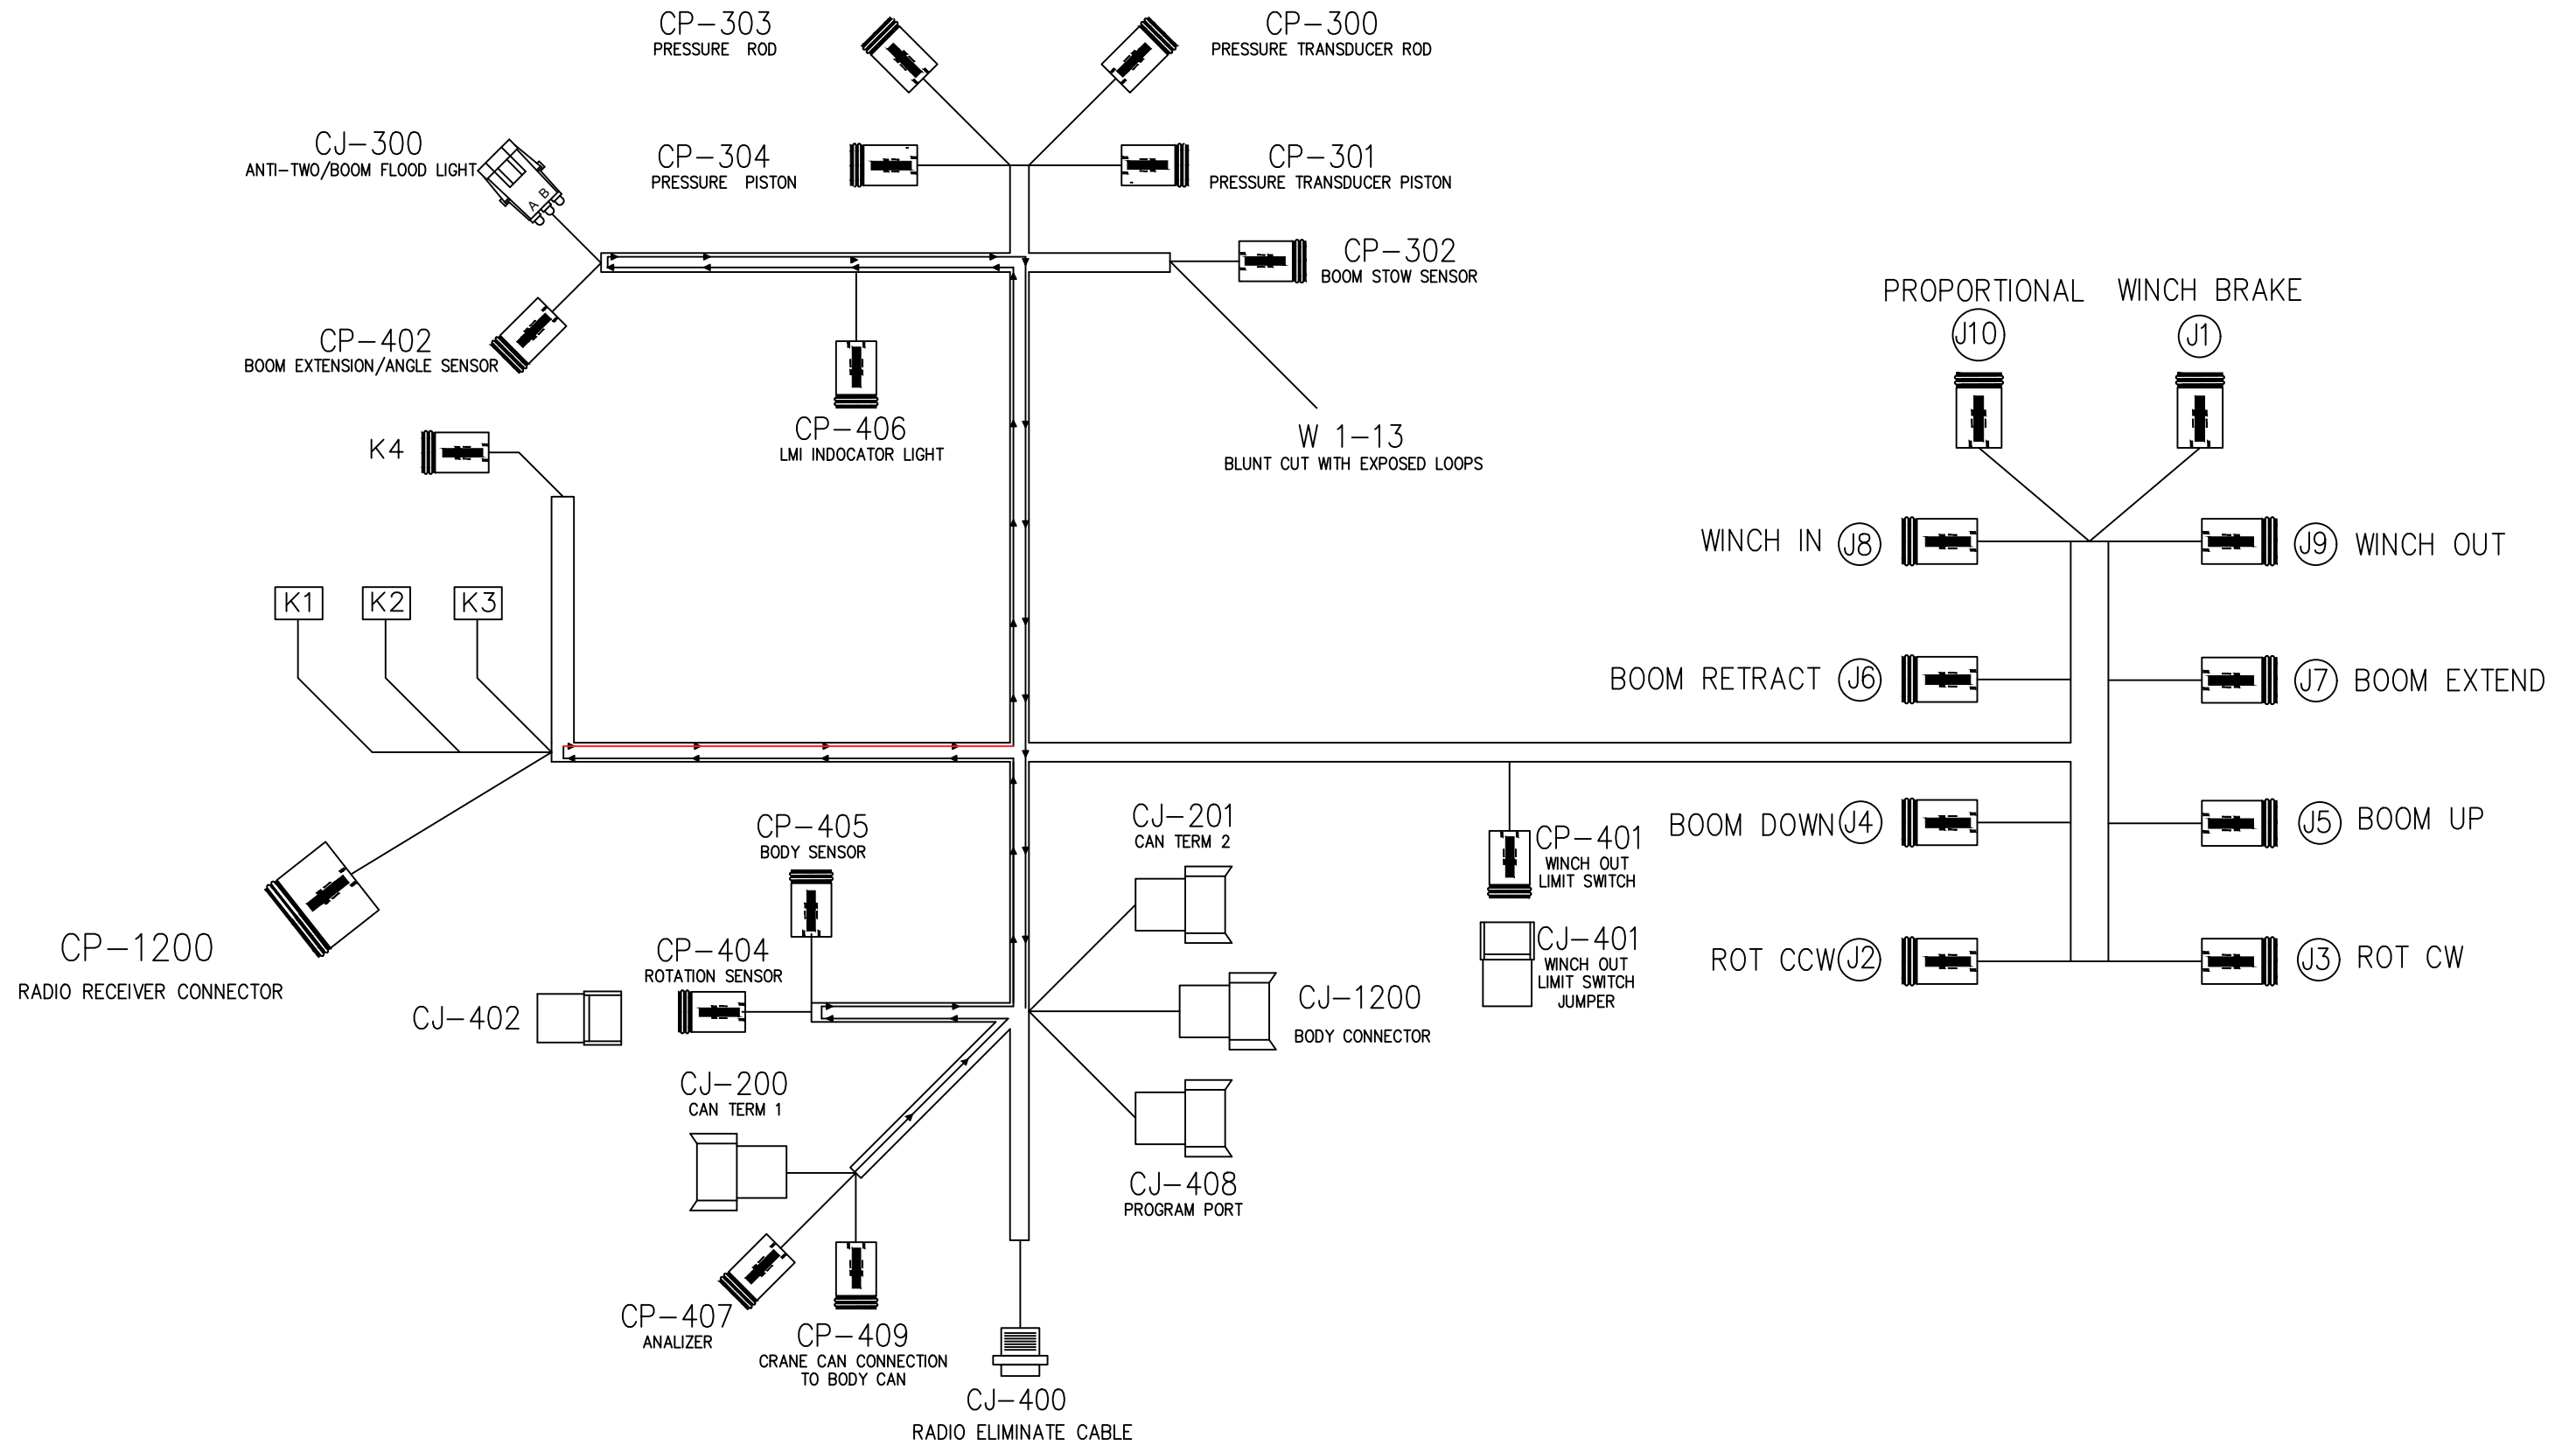 CP-303
PRESSURE ROD
CP-300
PRESSURE TRANSDUCER ROD
CJ-300
ANTI-TWO/BOOM FLOOD LIGHT
A B
CP-304
PRESSURE PISTON
CP-301
PRESSURE TRANSDUCER PISTON
CP-302
BOOM STOW SENSOR
CP-402
BOOM EXTENSION/ANGLE SENSOR
CP-406
LMI INDOCATOR LIGHT
W 1-13
BLUNT CUT WITH EXPOSED LOOPS
K4
K1
K2
K3
PROPORTIONAL
J10
WINCH BRAKE
J1
WINCH IN J8
J9 WINCH OUT
BOOM RETRACT J6
J7 BOOM EXTEND
BOOM DOWN J4
J5 BOOM UP
ROT CCW J2
J3 ROT CW
CP-401
WINCH OUT
LIMIT SWITCH
CJ-401
WINCH OUT
LIMIT SWITCH
JUMPER
CJ-201
CAN TERM 2
CP-405
BODY SENSOR
CP-404
ROTATION SENSOR
CP-1200
RADIO RECEIVER CONNECTOR
CJ-402
CJ-1200
BODY CONNECTOR
CJ-200
CAN TERM 1
CJ-408
PROGRAM PORT
CP-407
ANALIZER
CP-409
CRANE CAN CONNECTION
TO BODY CAN
CJ-400
RADIO ELIMINATE CABLE